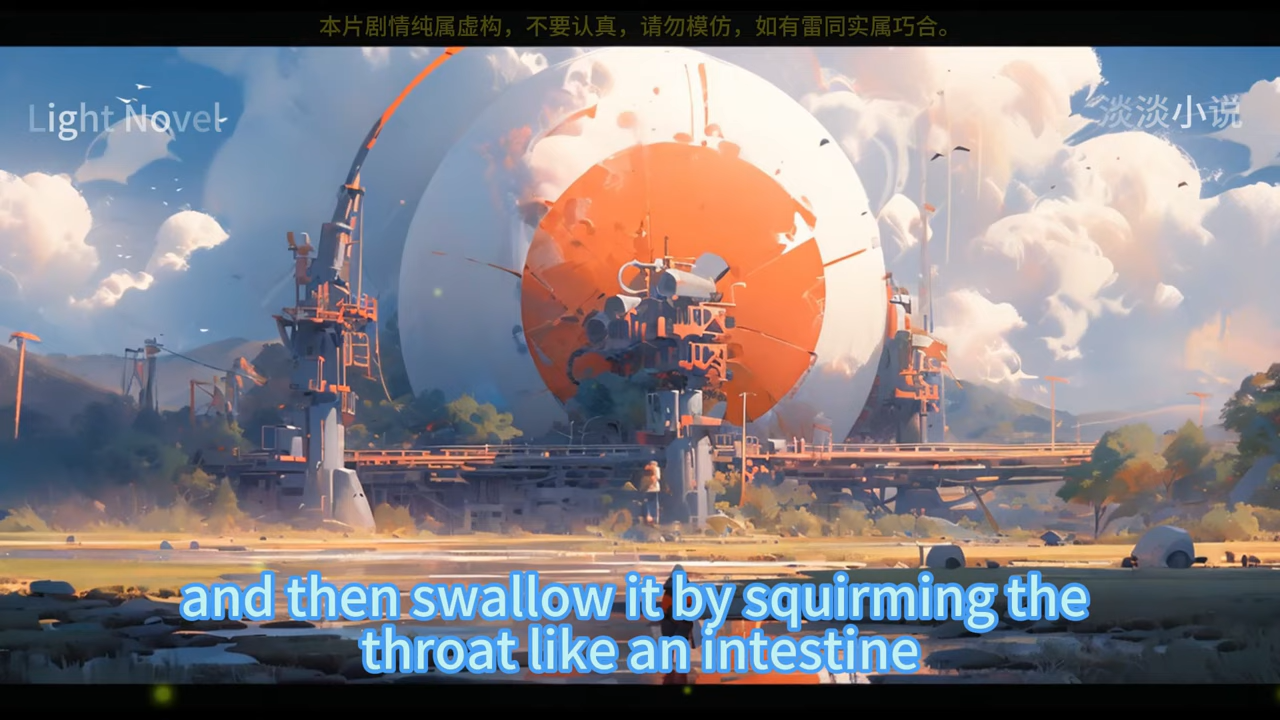 本片剧情纯属虚构，不要认真，请勿模仿，如有雷同实属巧合。
Light Novel
淡淡小说
and then swallow it by squirming the
throat like an intestine